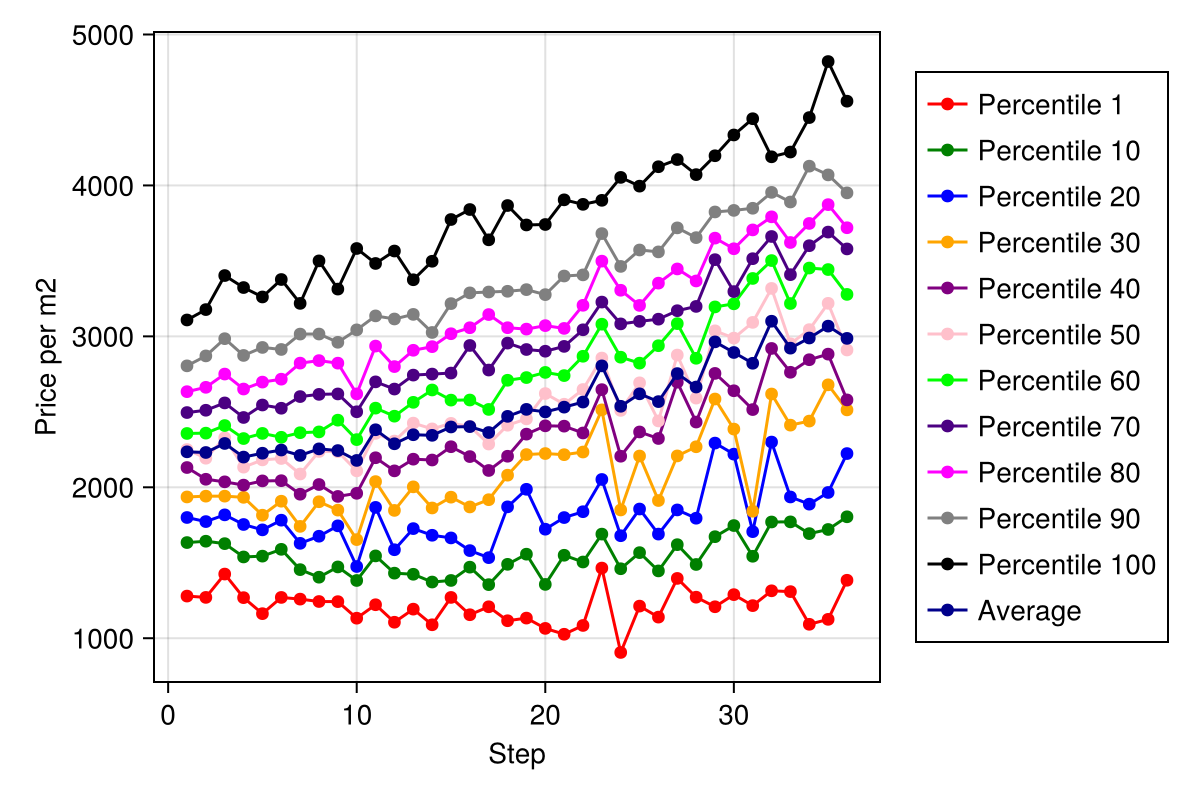 5000
4000
3000
2000
1000
Price per m2
0 10 20 30
Step
Percentile 1
Percentile 10
Percentile 20
Percentile 30
Percentile 40
Percentile 50
Percentile 60
Percentile 70
Percentile 80
Percentile 90
Percentile 100
Average